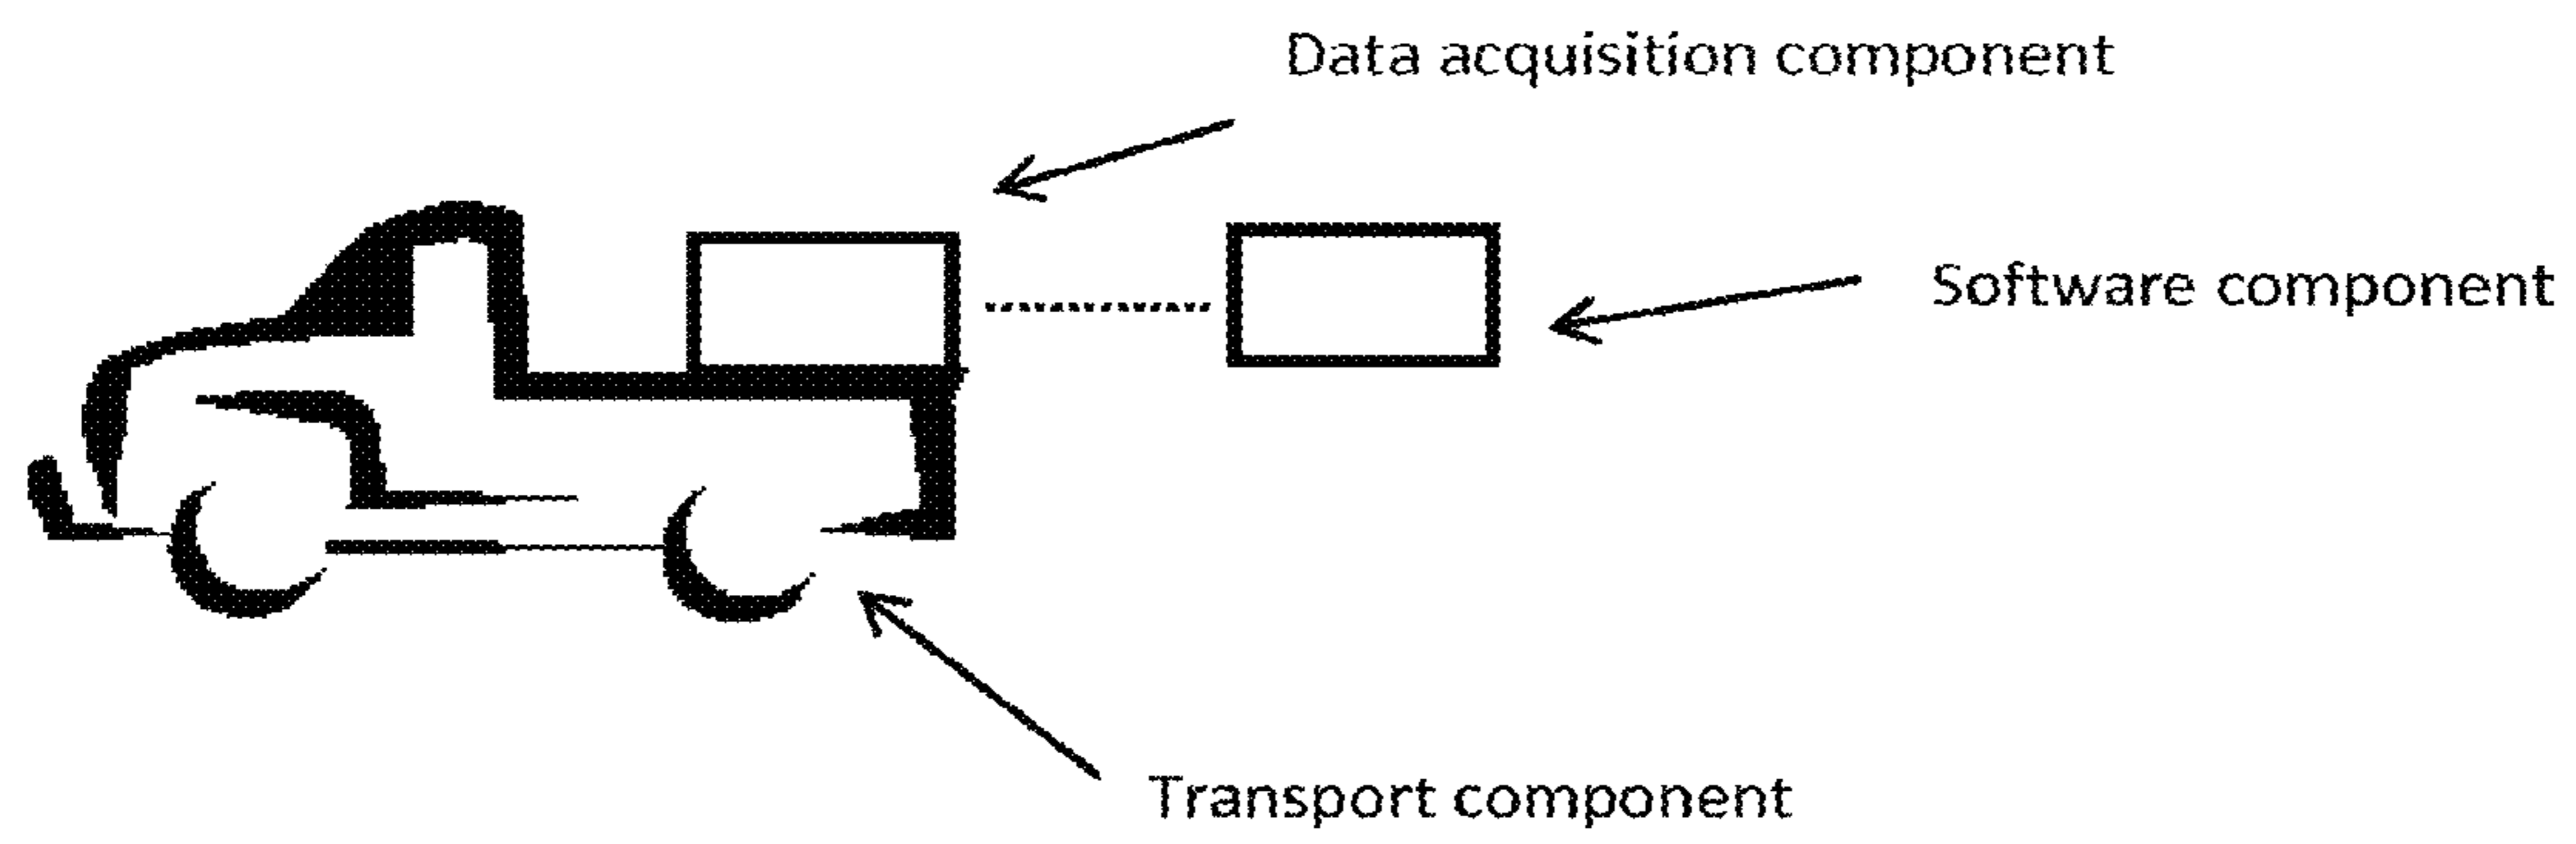 Data acquisition component
Software component
Transport component